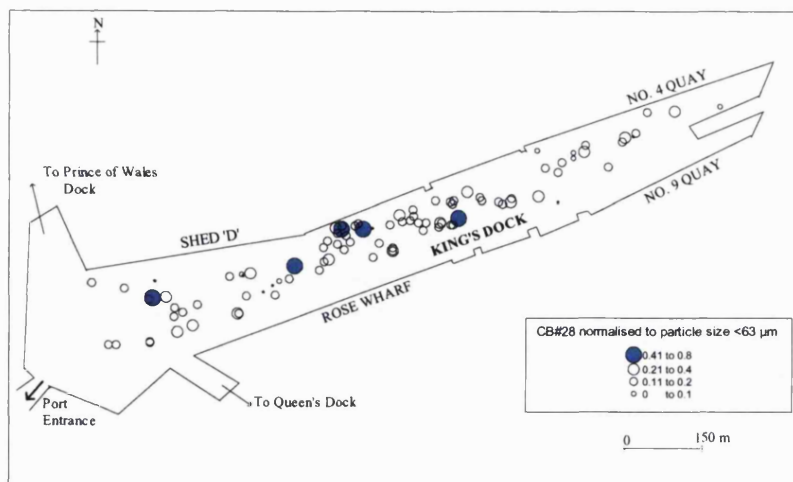 N
NO. 4 QUAY
To Prince of Wales
Dock
NO. 9 QUAY
SHED 'D'
KING'S DOCK
ROSE WHARF
CB#28 normalised to particle size <63 µm
0.41 to 0.8
0.21 to 0.4
0.11 to 0.2
0 to 0.1
Port
Entrance
To Queen's Dock
0 150 m